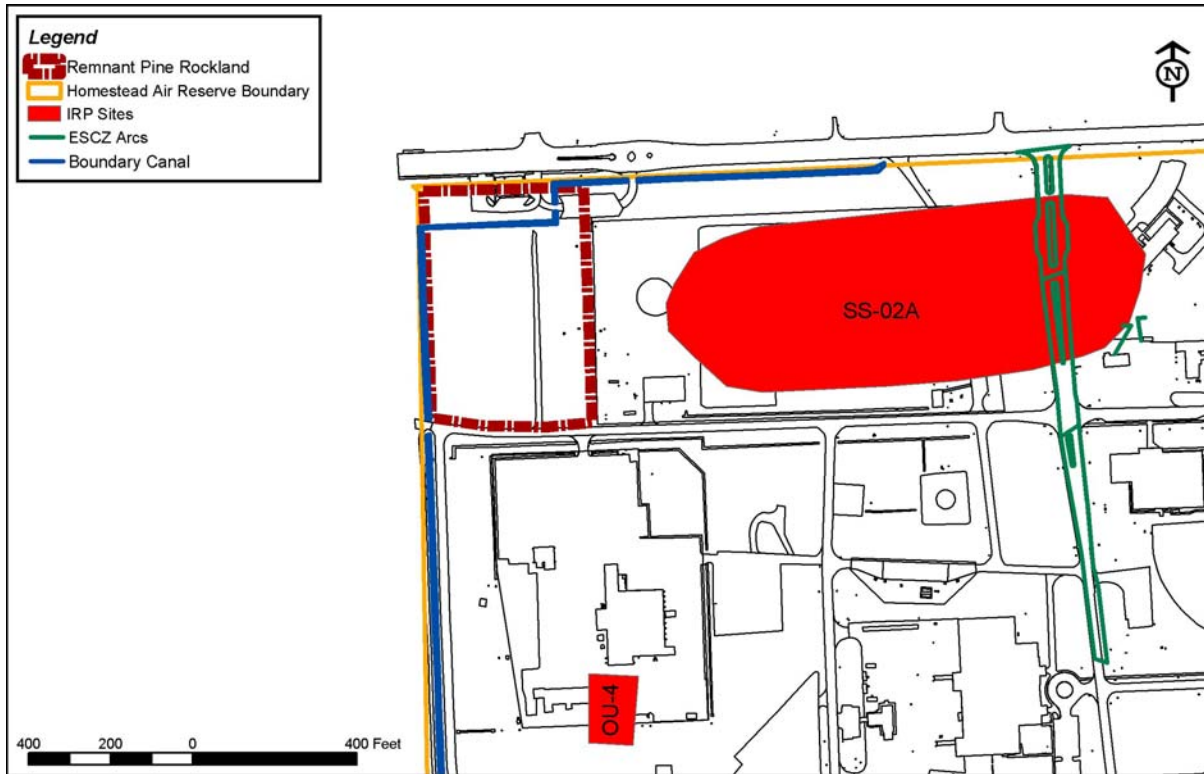 Legend
Remnant Pine Rockland
Homestead Air Reserve Boundary
IRP Sites
ESCZ Arcs
Boundary Canal
N
SS-02A
OU-4
400 200 0 400 Feet